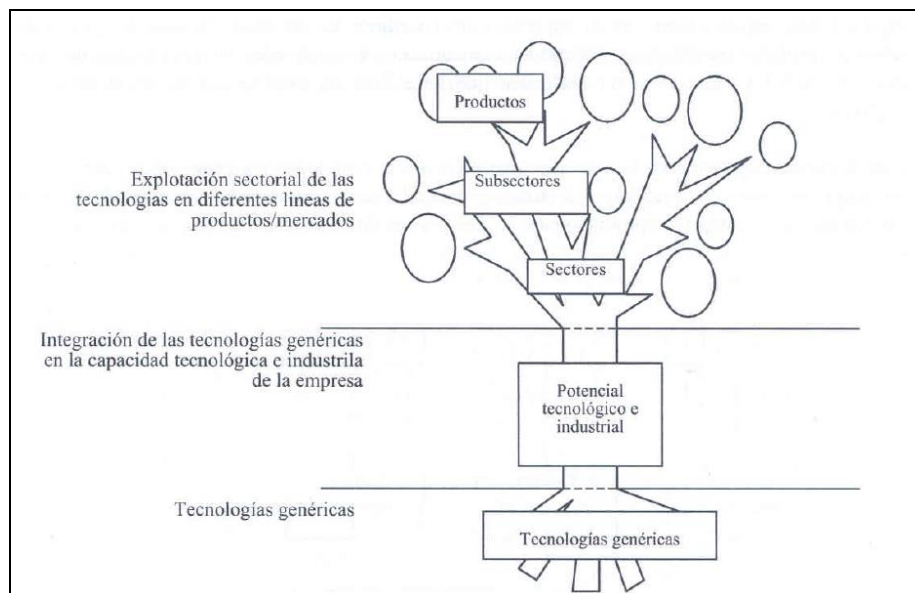 Productos
Explotación sectorial de las
tecnologías en diferentes lineas de
productos/mercados
Subsectores
Sectores
Integración de las tecnologías genéricas
en la capacidad tecnológica e industrila
de la empresa
Potencial
tecnológico e
industrial
Tecnologías genéricas
Tecnologías genéricas